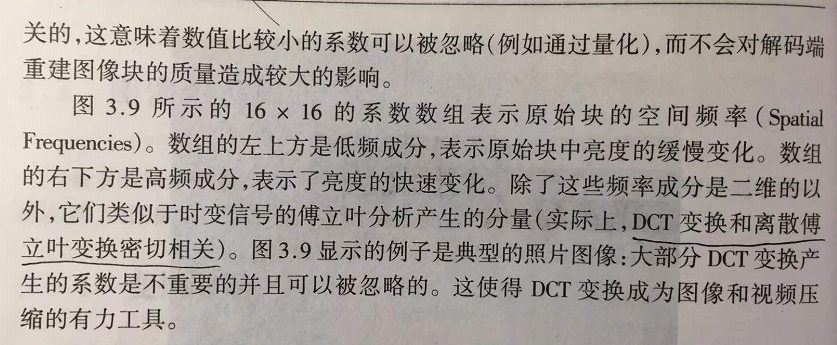 关的,这意味着数值比较小的系数可以被忽略(例如通过量化),而不会对解码端
重建图像块的质量造成较大的影响。
图 3.9 所示的 16 × 16 的系数数组表示原始块的空间频率(Spatial
Frequencies)。数组的左上方是低频成分,表示原始块中亮度的缓慢变化。数组
的右下方是高频成分,表示了亮度的快速变化。除了这些频率成分是二维的以
外,它们类似于时变信号的傅立叶分析产生的分量(实际上,DCT 变换和离散傅
立叶变换密切相关)。图 3.9 显示的例子是典型的照片图像:大部分 DCT 变换产
生的系数是不重要的并且可以被忽略的。这使得 DCT 变换成为图像和视频压
缩的有力工具。